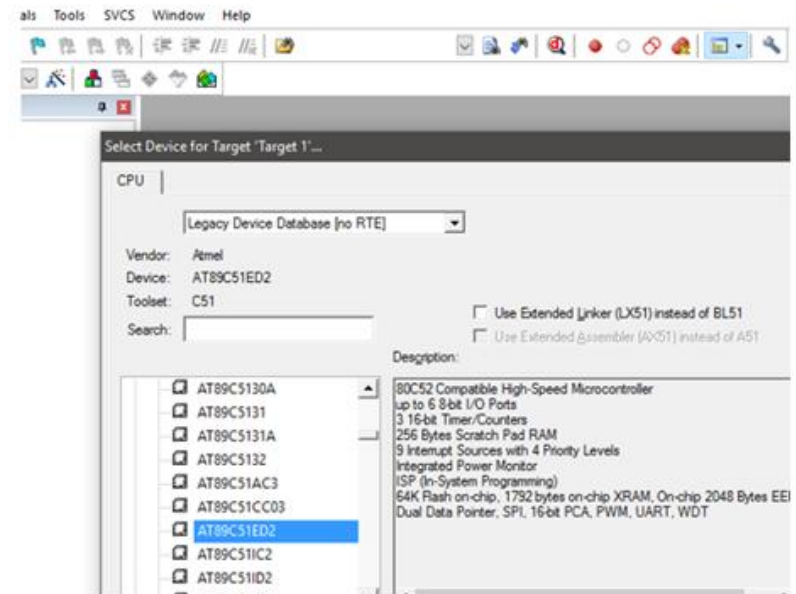 als Tools SVCS Window Help
Select Device for Target 'Target 1'...
CPU
Legacy Device Database [no RTE]
Vendor: Atmel
Device: AT89C51ED2
Toolset: C51
Search:
Use Extended Linker (LX51) instead of BL51
Use Extended Assembler (AX51) instead of A51
Description:
AT89C5130A
AT89C5131
AT89C5131A
AT89C5132
AT89C51AC3
AT89C51CC03
AT89C51ED2
AT89C51IC2
AT89C51ID2
80C52 Compatible High-Speed Microcontroller
up to 6 8-bit I/O Ports
3 16-bit Timer/Counters
256 Bytes Scratch Pad RAM
9 Interrupt Sources with 4 Priority Levels
Integrated Power Monitor
ISP (In-System Programming)
64K Flash on-chip, 1792 bytes on-chip XRAM, On-chip 2048 Bytes EE
Dual Data Pointer, SPI, 16-bit PCA, PWM, UART, WDT